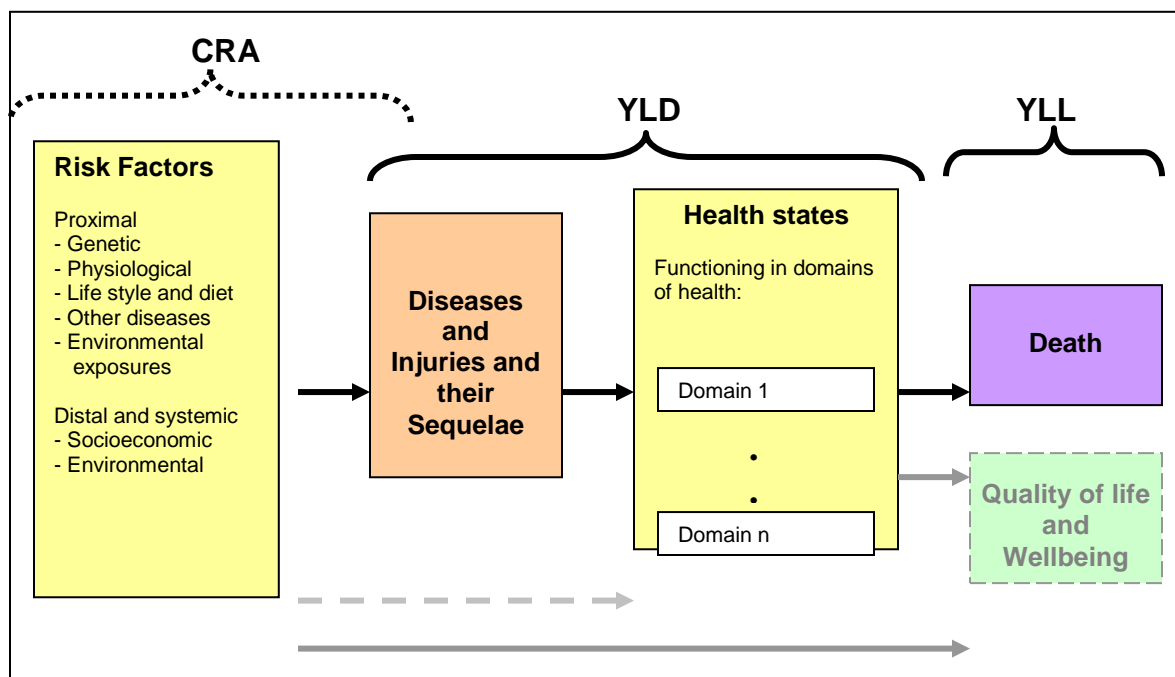 CRA
YLD
YLL
Risk Factors
Proximal
- Genetic
- Physiological
- Life style and diet
- Other diseases
- Environmental
exposures
Distal and systemic
- Socioeconomic
- Environmental
Diseases
and
Injuries and
their
Sequelae
Health states
Functioning in domains
of health:
Domain 1
.
.
Domain n
Death
Quality of life
and
Wellbeing